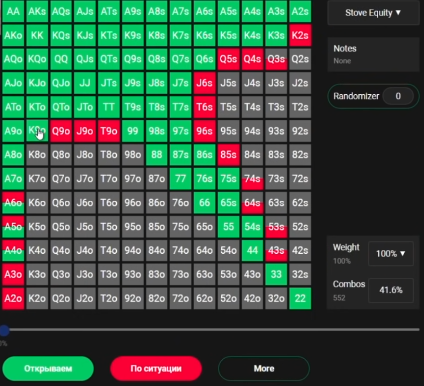 AA AKs AQs AJs ATs A9s A8s A7s A6s A5s A4s A3s A2s
Stove Equity ▼
AKo KK KQs KJs KTs K9s K8s K7s K6s K5s K4s K3s K2s
AQo KQo QQ QJs QTs Q9s Q8s Q7s Q6s Q5s Q4s Q3s Q2s
Notes
None
AJo KJo QJo JJ JTs J9s J8s J7s J6s J5s J4s J3s J2s
ATo KTo QTo JTo TT T9s T8s T7s T6s T5s T4s T3s T2s
Randomizer 0
A9o K9o Q9o J9o T9o 99 98s 97s 96s 95s 94s 93s 92s
A8o K8o Q8o J8o T8o 98o 88 87s 86s 85s 84s 83s 82s
A7o K7o Q7o J7o T7o 97o 87o 77 76s 75s 74s 73s 72s
A6o K6o Q6o J6o T6o 96o 86o 76o 66 65s 64s 63s 62s
A5o K5o Q5o J5o T5o 95o 85o 75o 65o 55 54s 53s 52s
A4o K4o Q4o J4o T4o 94o 84o 74o 64o 54o 44 43s 42s
A3o K3o Q3o J3o T3o 93o 83o 73o 63o 53o 43o 33 32s
A2o K2o Q2o J2o T2o 92o 82o 72o 62o 52o 42o 32o 22
Weight
100%
100% ▼
Combos
552
41.6%
Открываем
По ситуации
More